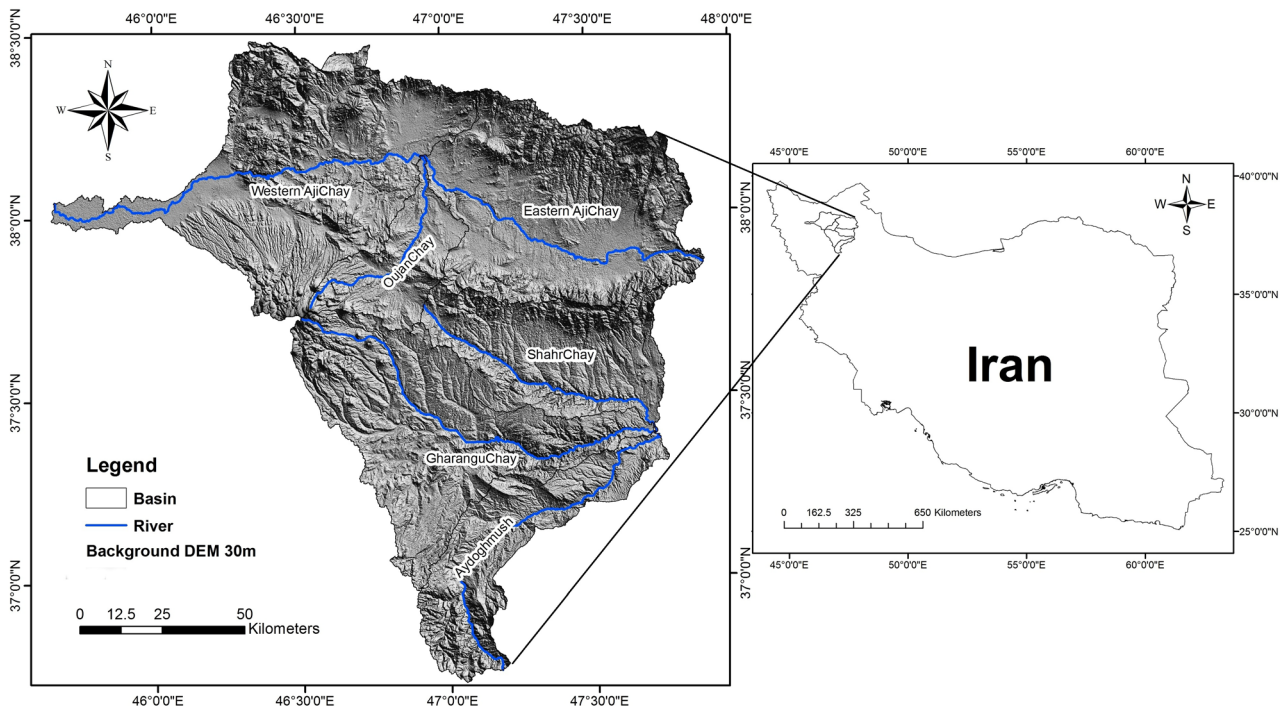 46°0'0"E 46°30'0"E 47°0'0"E 47°30'0"E 48°0'0"E
38°30'0"N
38°0'0"N
37°30'0"N
37°0'0"N
N
W E
S
Western AjiChay
Eastern AjiChay
OujanChay
ShahrChay
GharanguChay
Aydoghmush
Legend
Basin
River
Background DEM 30m
0 12.5 25 50
Kilometers
46°0'0"E 46°30'0"E 47°0'0"E 47°30'0"E
38°0'0"N
37°30'0"N
37°0'0"N
45°0'0"E 50°0'0"E 55°0'0"E 60°0'0"E
40°0'0"N
35°0'0"N
30°0'0"N
25°0'0"N
N
W E
S
Iran
0 162.5 325 650 Kilometers
45°0'0"E 50°0'0"E 55°0'0"E 60°0'0"E